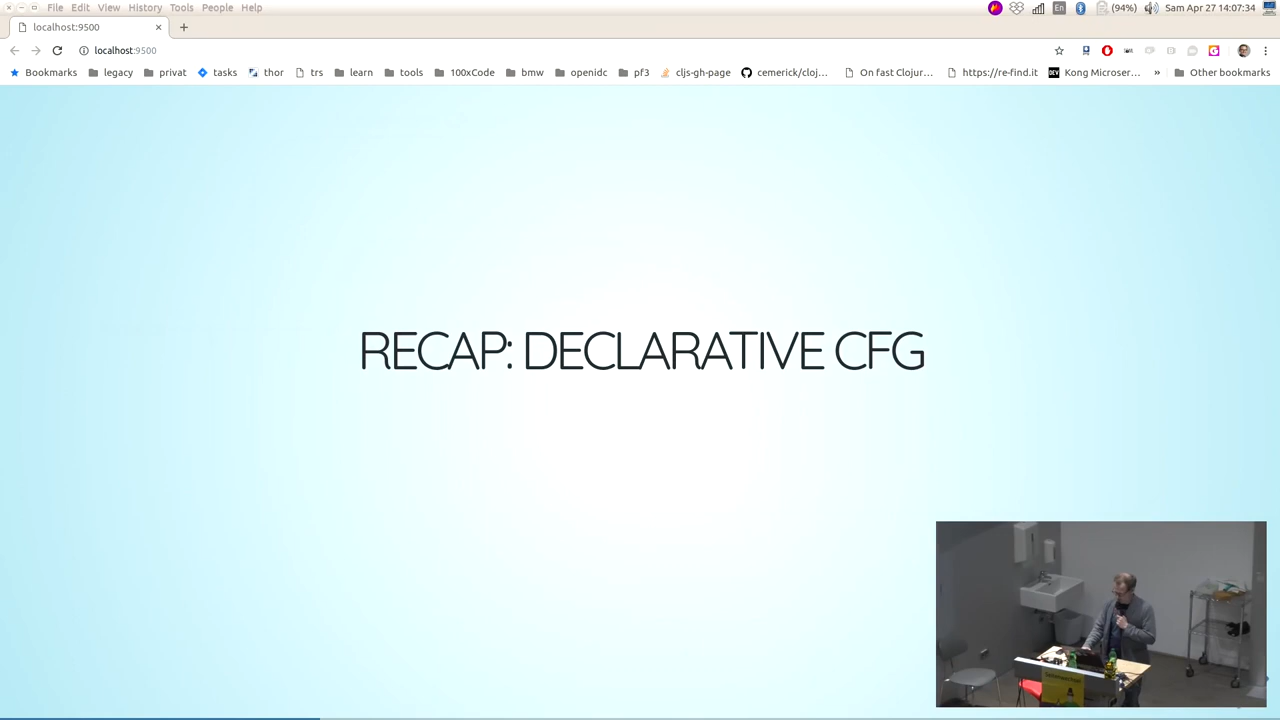 File Edit View History Tools People Help
En (94%) Sam Apr 27 14:07:34
localhost:9500
localhost:9500
Bookmarks legacy privat tasks thor trs learn tools 100xCode bmw openidc pf3 cljs-gh-page cemerick/cloj... On fast Clojur... https://re-find.it DEV Kong Microser... » Other bookmarks
RECAP: DECLARATIVE CFG